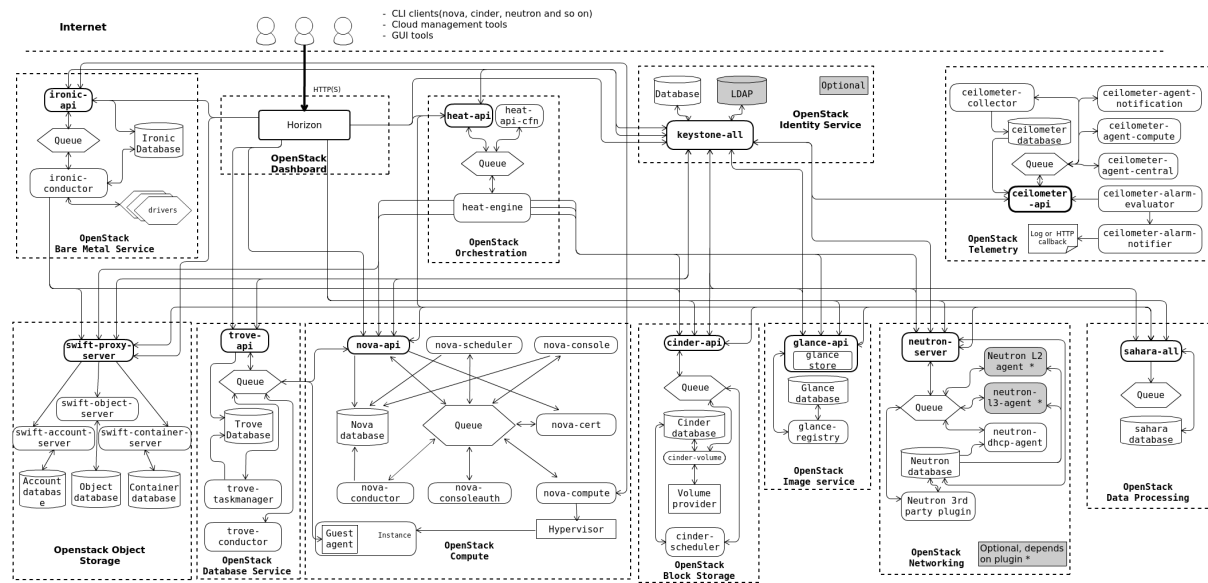 Internet
- CLI clients(nova, cinder, neutron and so on)
- Cloud management tools
- GUI tools
HTTP(S)
ironic-
api
Queue
Ironic
Database
ironic-
conductor
drivers
OpenStack
Bare Metal Service
Horizon
OpenStack
Dashboard
heat-api
heat-
api-cfn
Queue
heat-engine
OpenStack
Orchestration
Database
LDAP
Optional
keystone-all
OpenStack
Identity Service
ceilometer-
collector
ceilometer
database
Queue
ceilometer
-api
ceilometer-agent-
notification
ceilometer-
agent-compute
ceilometer-
agent-central
ceilometer-alarm-
evaluator
ceilometer-alarm-
notifier
Log or HTTP
callback
OpenStack
Telemetry
swift-proxy-
server
swift-object-
server
swift-account-
server
swift-container-
server
Account
databas
e
Object
database
Container
database
Openstack Object
Storage
trove-
api
Queue
Trove
Database
trove-
taskmanager
trove-
conductor
OpenStack
Database Service
nova-api
nova-scheduler
nova-console
Nova
database
Queue
nova-cert
nova-
conductor
nova-
consoleauth
nova-compute
Guest
agent
Instance
Hypervisor
OpenStack
Compute
cinder-api
Queue
Cinder
database
cinder-volume
Volume
provider
cinder-
scheduler
OpenStack
Block Storage
glance-api
glance
store
Glance
database
glance-
registry
OpenStack
Image service
neutron-
server
Neutron L2
agent *
neutron-
l3-agent *
Queue
neutron-
dhcp-agent
Neutron
database
Neutron 3rd
party plugin
OpenStack
Networking
Optional, depends
on plugin *
sahara-all
Queue
sahara
database
OpenStack
Data Processing